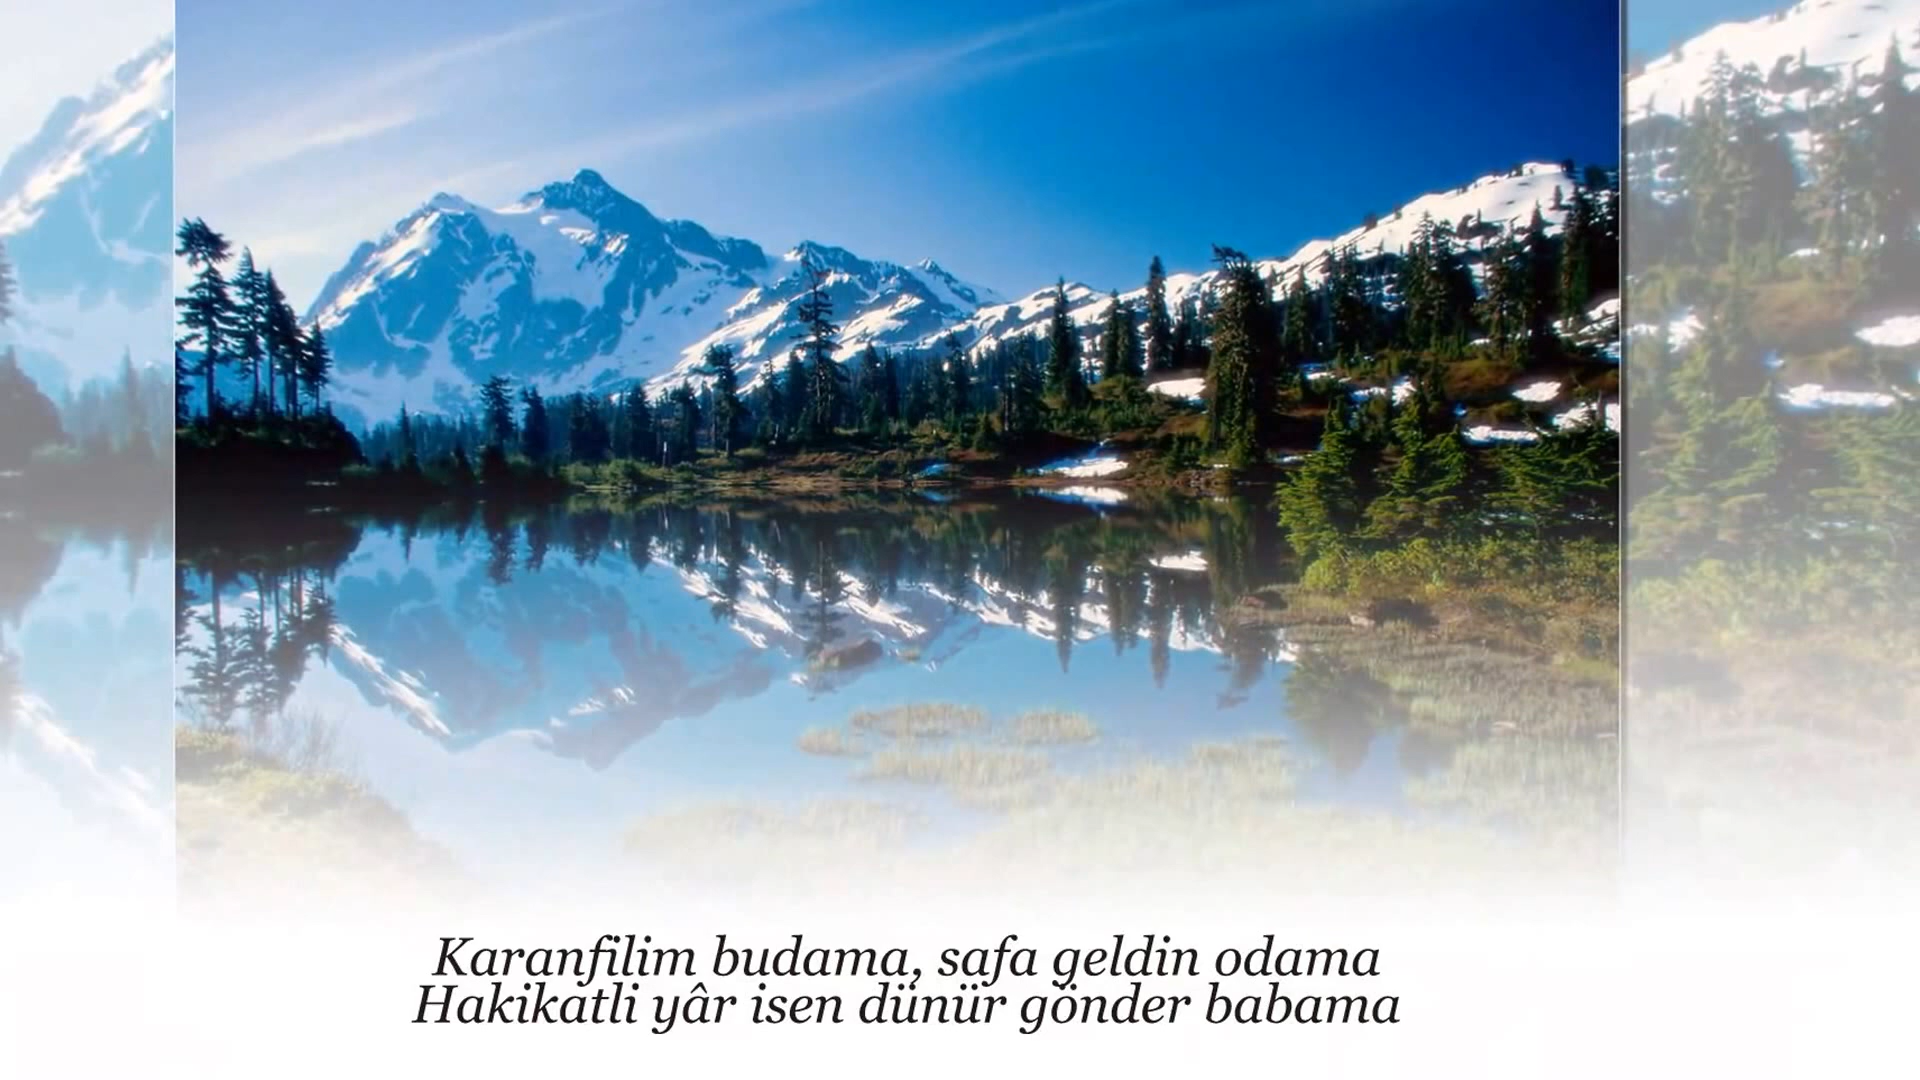 Karanfilim budama, safa geldin odama
Hakikatli yâr isen dünür gönder babama